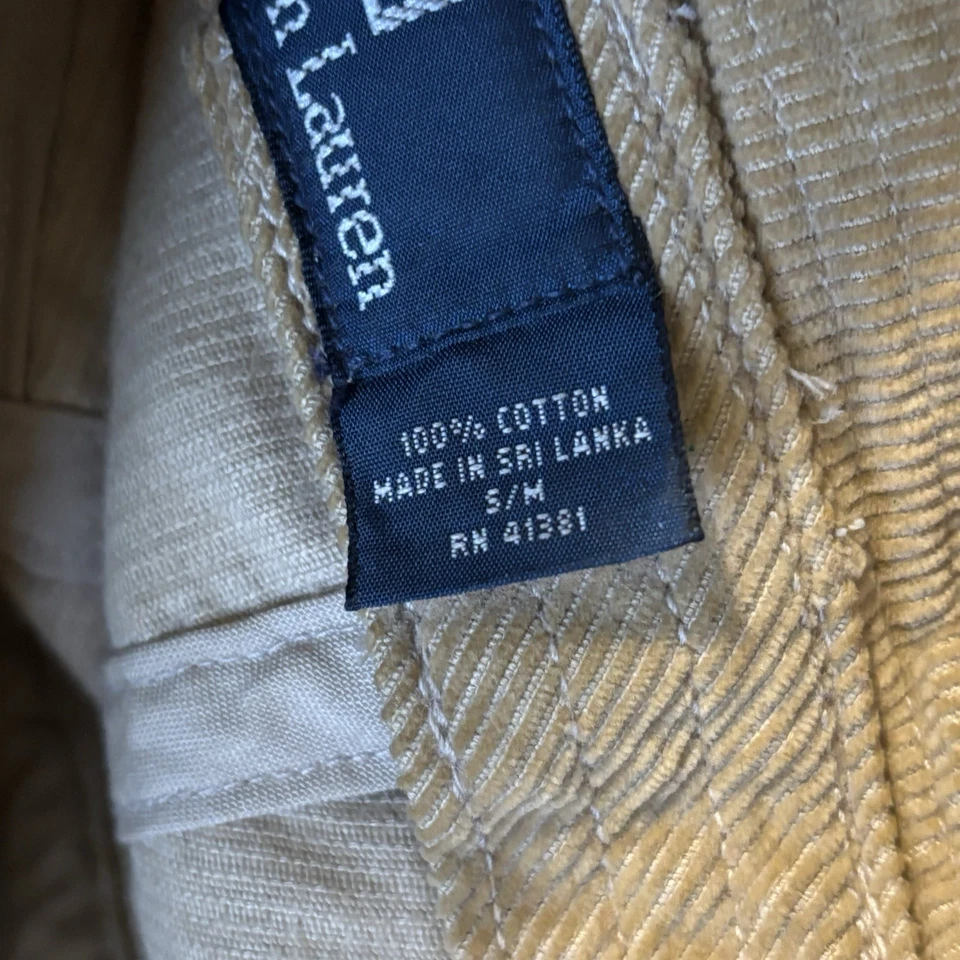 n Lauren
100% COTTON
MADE IN SRI LANKA
S/M
RN 41381